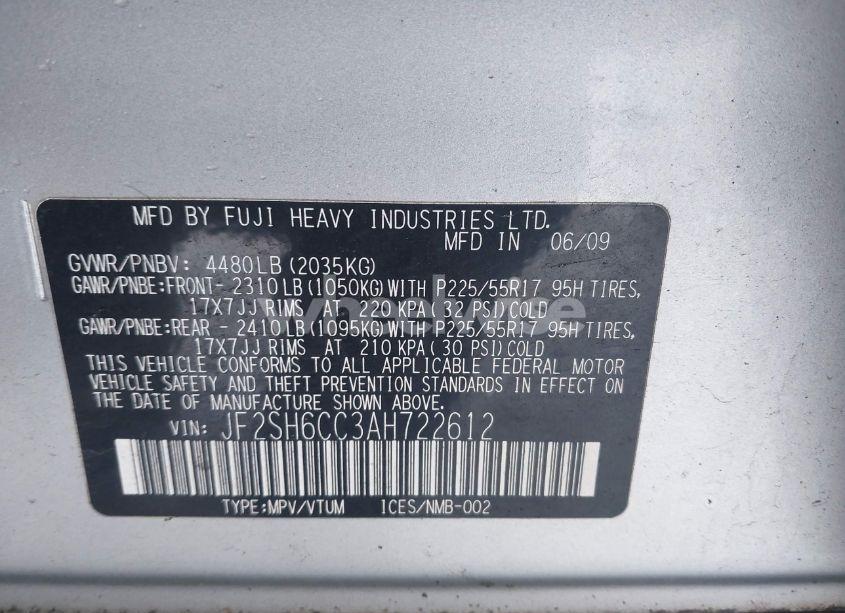 MFD BY FUJI HEAVY INDUSTRIES LTD.
MFD IN 06/09
GVWR/PNBV: 4480LB (2035KG)
GAWR/PNBE:FRONT- 2310 LB (1050KG) WITH P225/55R17 95H TIRES,
17X7JJ RIMS AT 220 KPA ( 32 PSI) COLD
GAWR/PNBE:REAR - 2410 LB (1095KG) WITH P225/55R17 95H TIRES,
17X7JJ RIMS AT 210 KPA ( 30 PSI) COLD
THIS VEHICLE CONFORMS TO ALL APPLICABLE FEDERAL MOTOR
VEHICLE SAFETY AND THEFT PREVENTION STANDARDS IN EFFECT ON
THE DATE OF MANUFACTURE SHOWN ABOVE.
VIN: JF2SH6CC3AH722612
TYPE:MPV/VTUM ICES/NMB-002